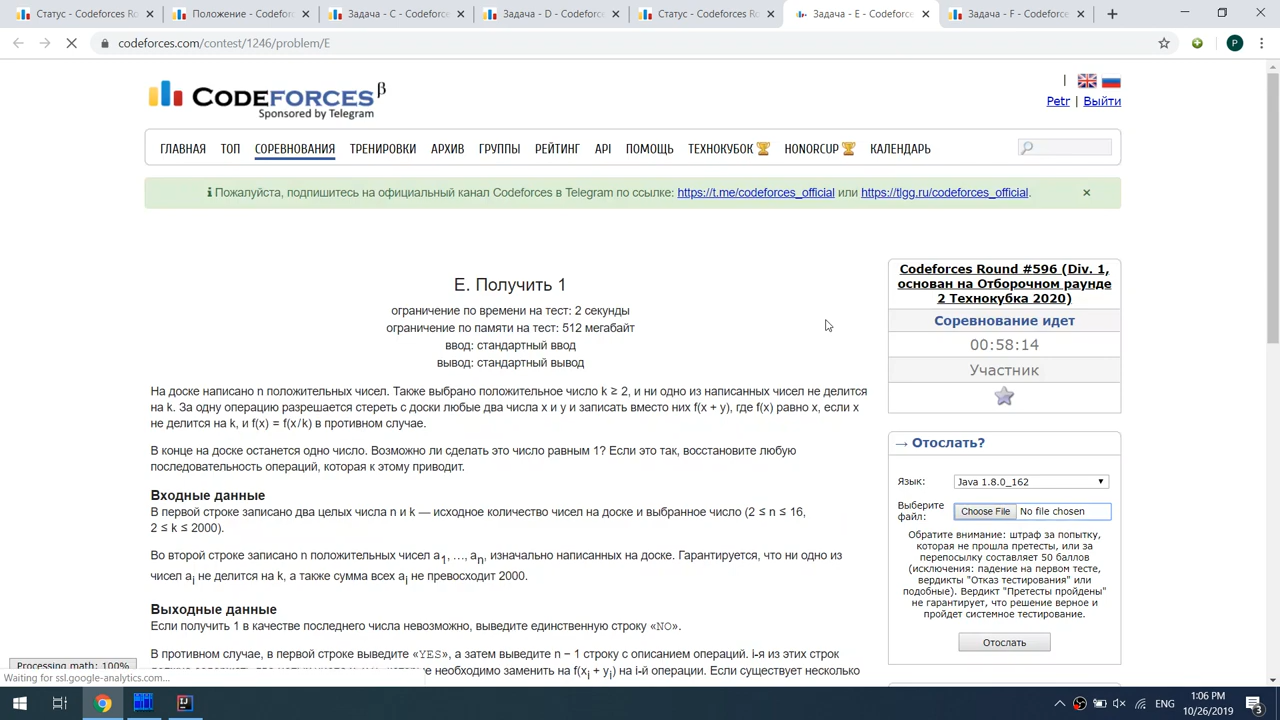 Статус - Codeforces Ro
Положение - Codeforce
Задача - C - Codeforces
Задача - D - Codeforce
Статус - Codeforces Ro
Задача - E - Codeforces
Задача - F - Codeforces
codeforces.com/contest/1246/problem/E
P
CODEFORCES β
Sponsored by Telegram
|
Petr | Выйти
ГЛАВНАЯ ТОП СОРЕВНОВАНИЯ ТРЕНИРОВКИ АРХИВ ГРУППЫ РЕЙТИНГ API ПОМОЩЬ ТЕХНОКУБОК HONORCUP КАЛЕНДАРЬ
Пожалуйста, подпишитесь на официальный канал Codeforces в Telegram по ссылке: https://t.me/codeforces_official или https://tlgg.ru/codeforces_official.
E. Получить 1
ограничение по времени на тест: 2 секунды
ограничение по памяти на тест: 512 мегабайт
ввод: стандартный ввод
вывод: стандартный вывод
На доске написано n положительных чисел. Также выбрано положительное число k ≥ 2, и ни одно из написанных чисел не делится
на k. За одну операцию разрешается стереть с доски любые два числа x и y и записать вместо них f(x + y), где f(x) равно x, если x
не делится на k, и f(x) = f(x/k) в противном случае.
В конце на доске останется одно число. Возможно ли сделать это число равным 1? Если это так, восстановите любую
последовательность операций, которая к этому приводит.
Входные данные
В первой строке записано два целых числа n и k — исходное количество чисел на доске и выбранное число (2 ≤ n ≤ 16,
2 ≤ k ≤ 2000).
Во второй строке записано n положительных чисел a1, …, an, изначально написанных на доске. Гарантируется, что ни одно из
чисел ai не делится на k, а также сумма всех ai не превосходит 2000.
Выходные данные
Если получить 1 в качестве последнего числа невозможно, выведите единственную строку «NO».
В противном случае, в первой строке выведите «YES», а затем выведите n − 1 строку с описанием операций. i-я из этих строк
необходимо заменить на f(xi + yi) на i-й операции. Если существует несколько
Codeforces Round #596 (Div. 1,
основан на Отборочном раунде
2 Технокубка 2020)
Соревнование идет
00:58:14
Участник
→ Отослать?
Язык: Java 1.8.0_162
Выберите
файл: Choose File No file chosen
Обратите внимание: штраф за попытку,
которая не прошла претесты, или за
перепосылку составляет 50 баллов
(исключения: падение на первом тесте,
вердикты "Отказ тестирования" или
подобные). Вердикт "Претесты пройдены"
не гарантирует, что решение верное и
пройдет системное тестирование.
Отослать
Processing math: 100%
Waiting for ssl.google-analytics.com...
ENG
1:06 PM
10/26/2019
3